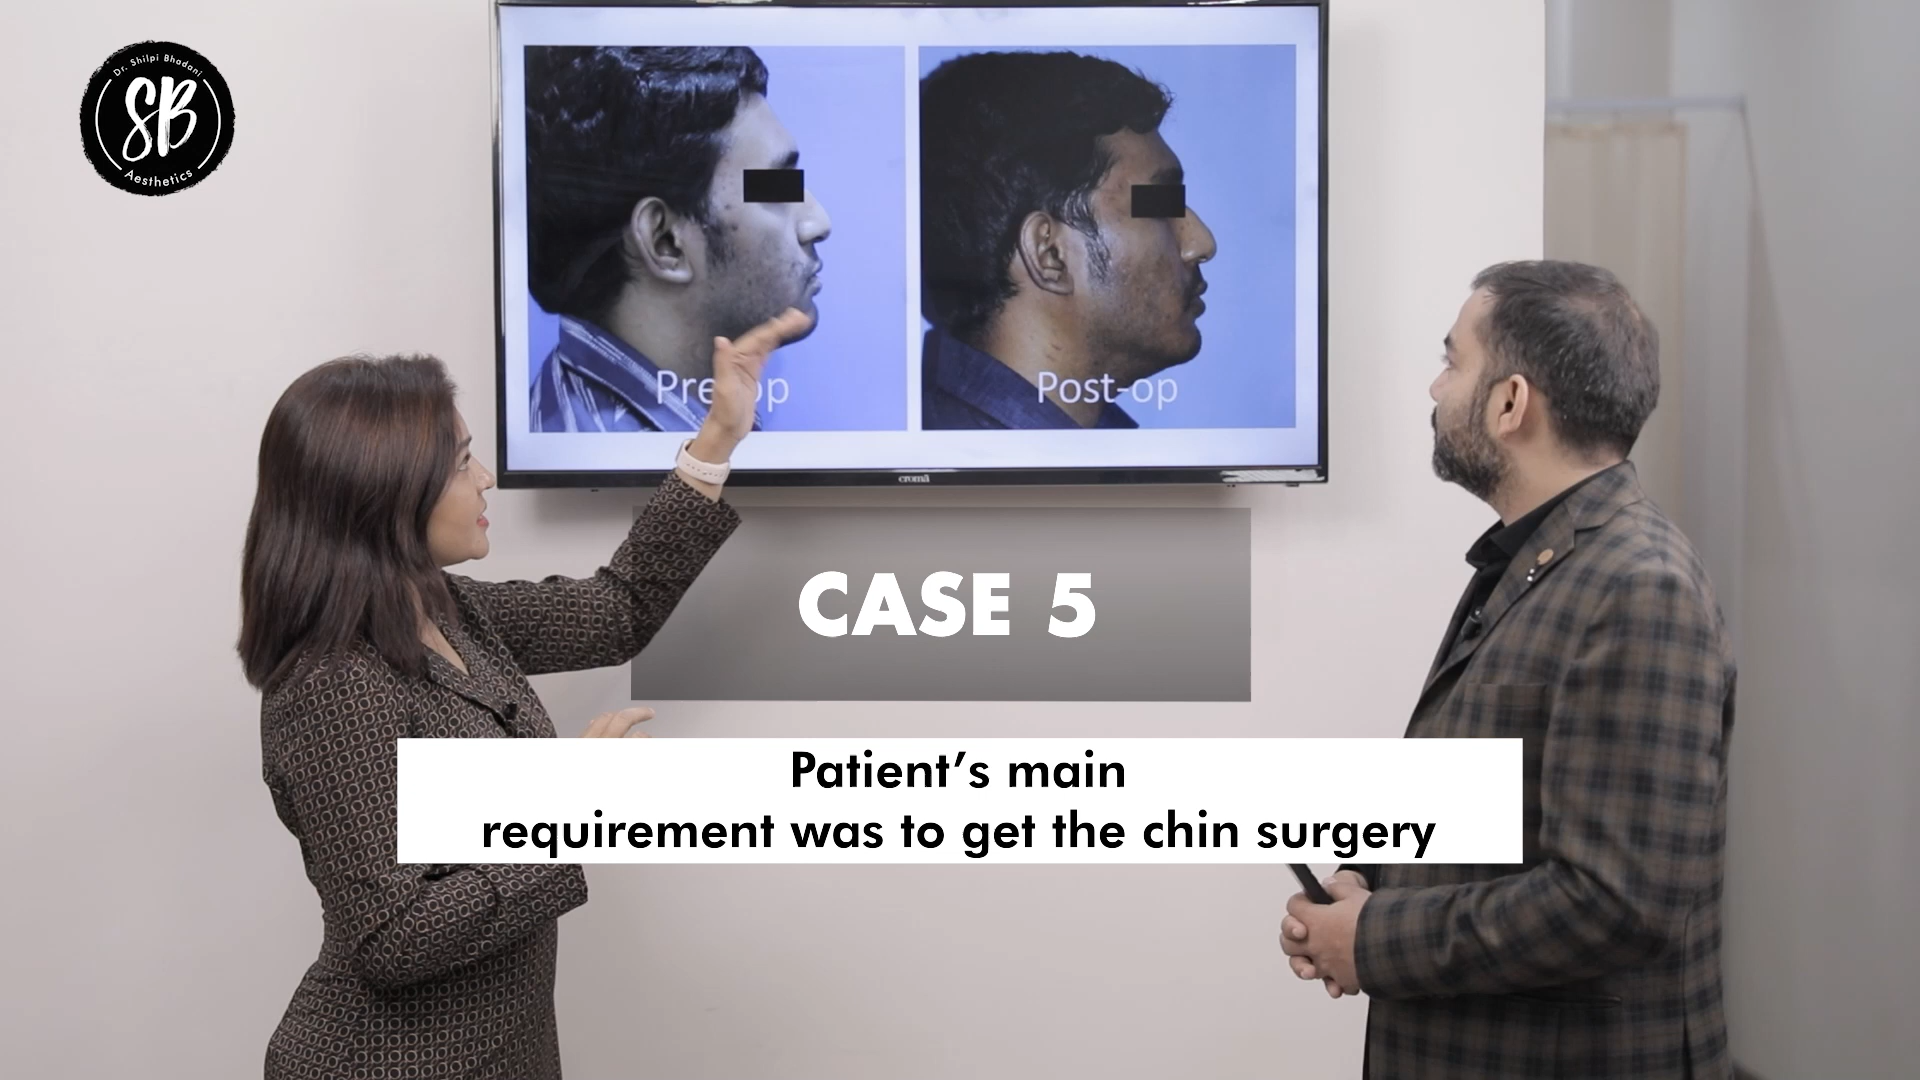 Dr. Shilpi Bhadani
SB
Aesthetics
Pre-op
Post-op
croma
CASE 5
Patient's main
requirement was to get the chin surgery